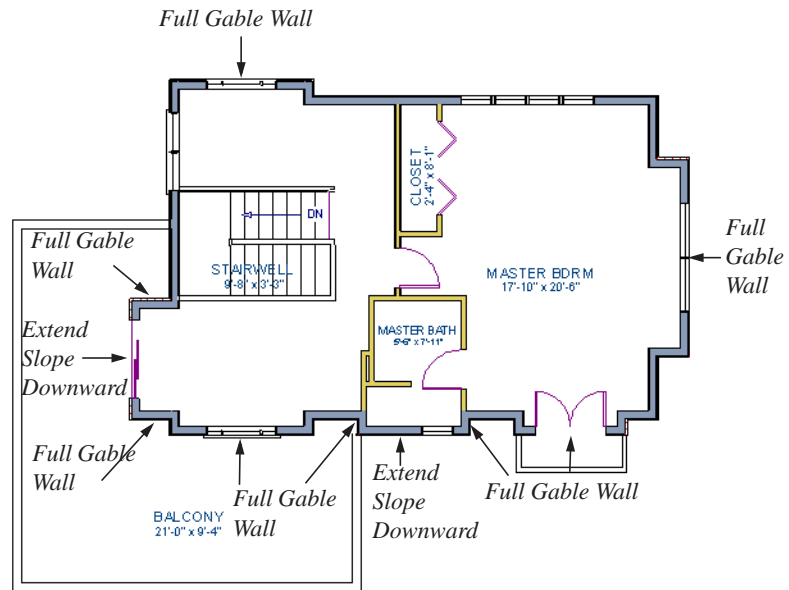 Full Gable Wall
CLOSET
2'-4" x 8'-1"
DN
Full Gable
Wall
STAIRWELL
9'-8" x 3'-3"
MASTER BDRM
17'-10" x 20'-6"
Full
Gable
Wall
Extend
Slope
Downward
MASTER BATH
5'-6" x 7'-11"
Full Gable
Wall
Full Gable
Wall
Extend
Slope
Downward
Full Gable Wall
BALCONY
21'-0" x 9'-4"